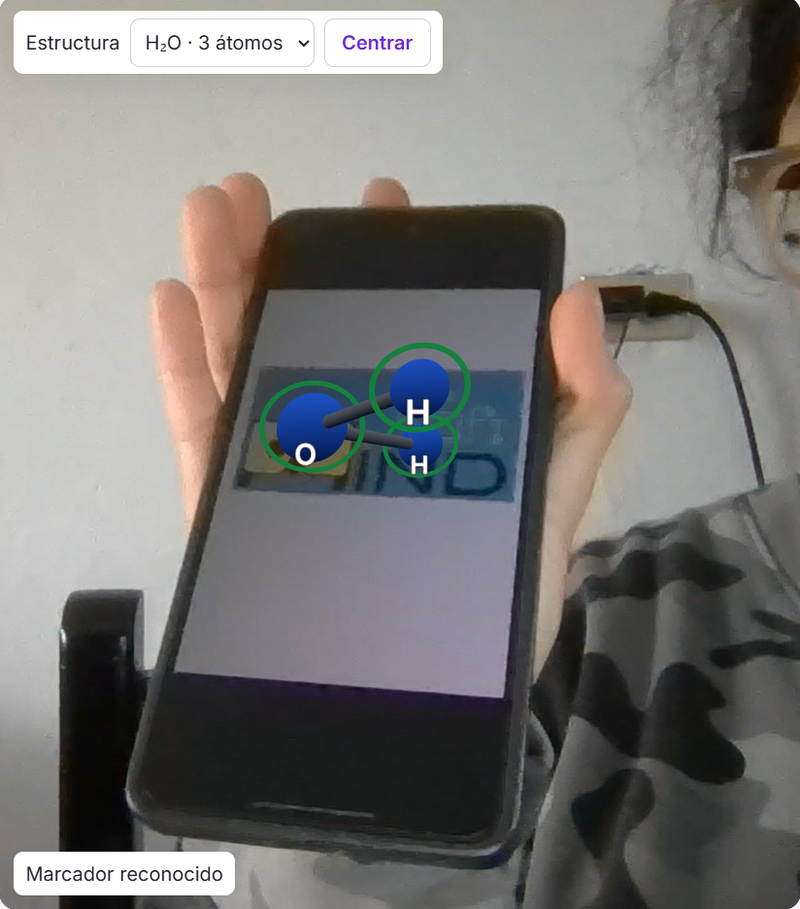 Estructura H₂O · 3 átomos Centrar
H
O
H
IND
Marcador reconocido